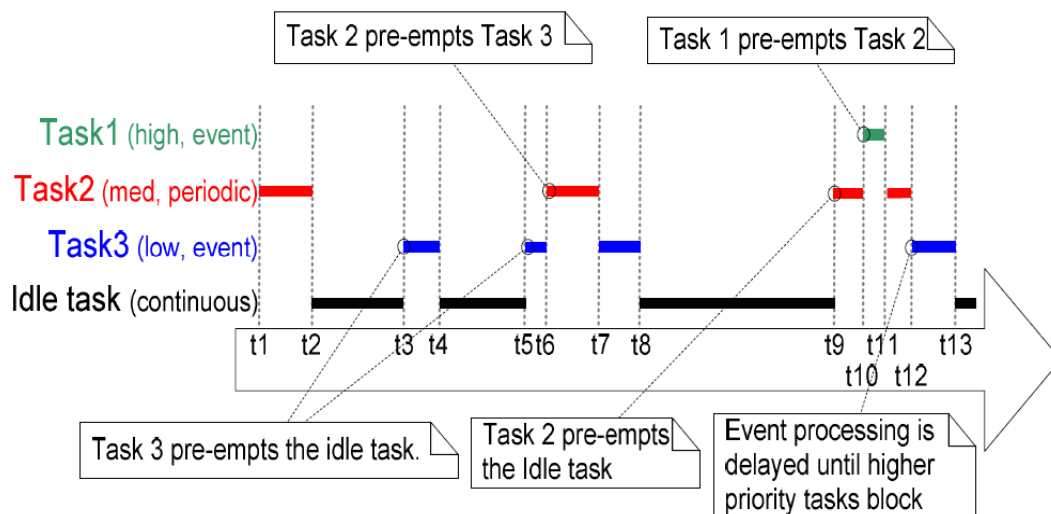 Task 2 pre-empts Task 3
Task 1 pre-empts Task 2
Task1 (high, event)
Task2 (med, periodic)
Task3 (low, event)
Idle task (continuous)
t1 t2 t3 t4 t5 t6 t7 t8 t9 t11 t13
t10 t12
Task 3 pre-empts the idle task.
Task 2 pre-empts
the Idle task
Event processing is
delayed until higher
priority tasks block